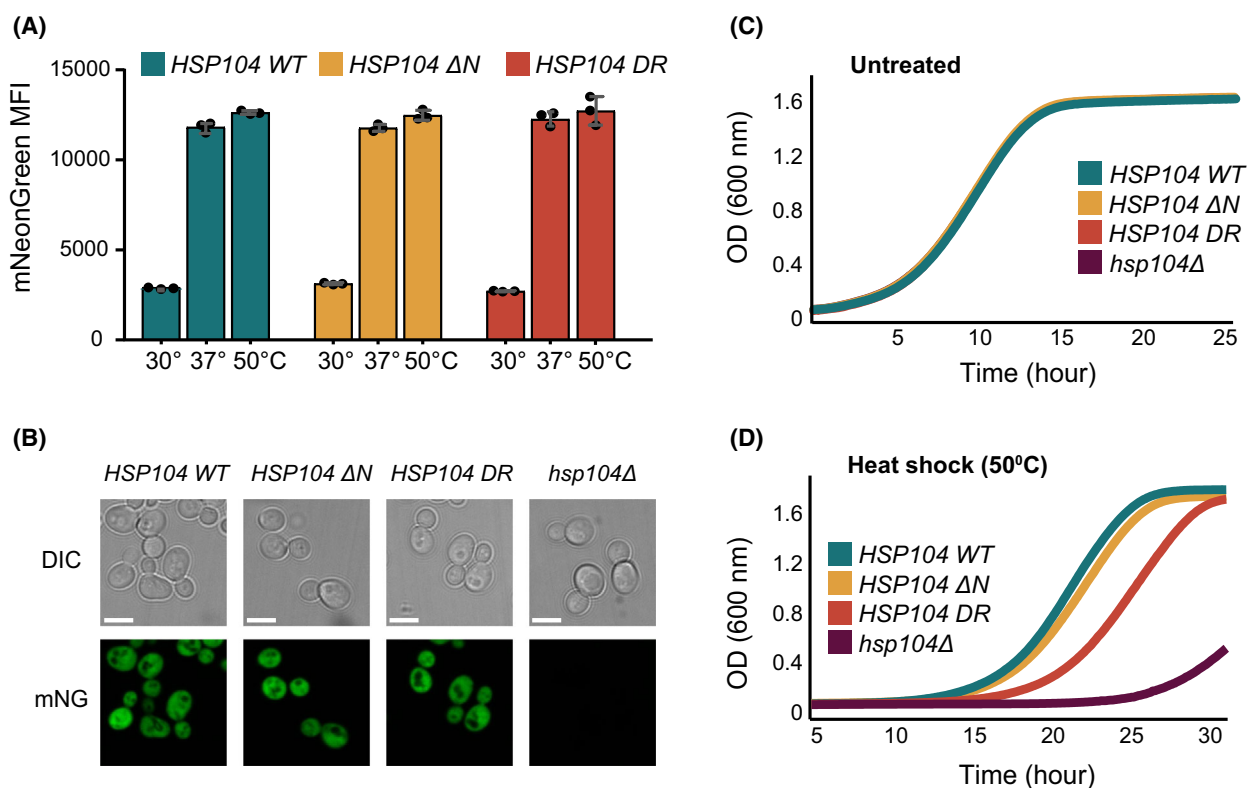 (A)
HSP104 WT HSP104 ΔN HSP104 DR
mNeonGreen MFI
15000
10000
5000
0
30° 37° 50°C 30° 37° 50°C 30° 37° 50°C
(B)
HSP104 WT HSP104 ΔN HSP104 DR hsp104Δ
DIC
mNG
(C)
Untreated
OD (600 nm)
1.6
1.2
0.8
0.4
0
HSP104 WT
HSP104 ΔN
HSP104 DR
hsp104Δ
5 10 15 20 25
Time (hour)
(D)
Heat shock (50⁰C)
OD (600 nm)
1.6
1.2
0.8
0.4
0
HSP104 WT
HSP104 ΔN
HSP104 DR
hsp104Δ
5 10 15 20 25 30
Time (hour)